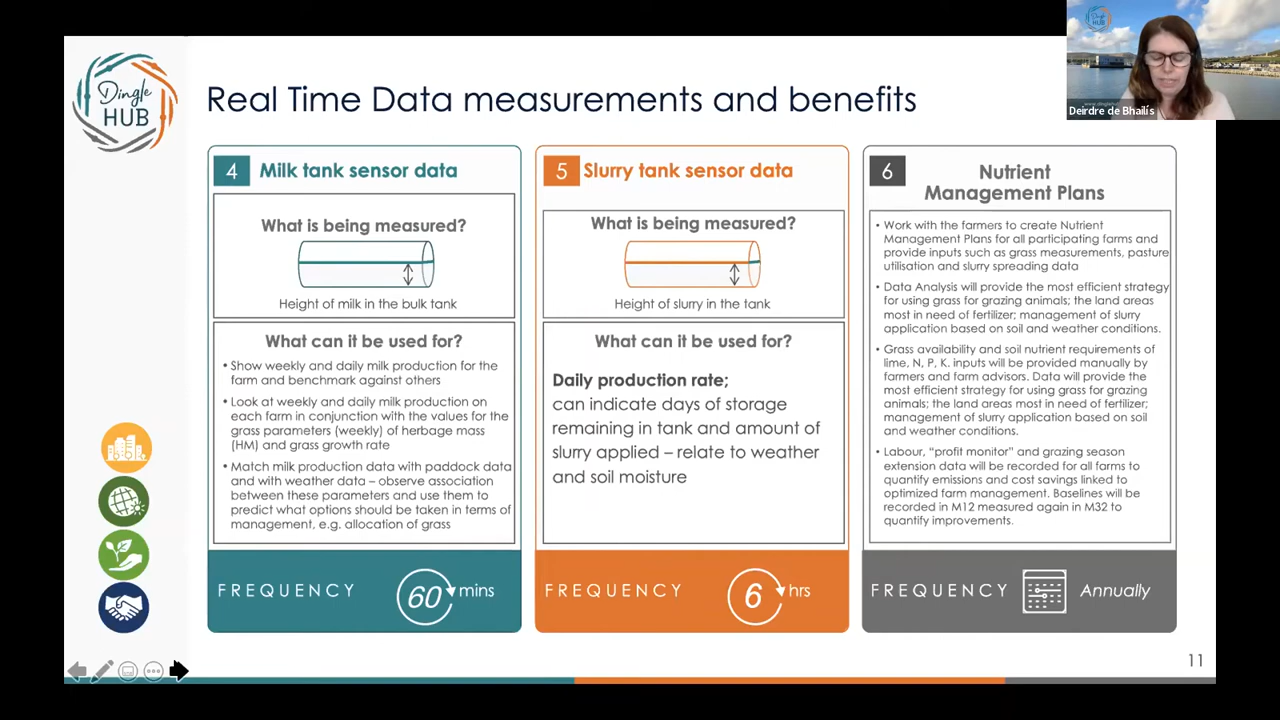 Dingle
HUB
Real Time Data measurements and benefits
Deirdre de Bhailís
4 Milk tank sensor data
What is being measured?
Height of milk in the bulk tank
What can it be used for?
• Show weekly and daily milk production for the
farm and benchmark against others
• Look at weekly and daily milk production on
each farm in conjunction with the values for the
grass parameters (weekly) of herbage mass
(HM) and grass growth rate
• Match milk production data with paddock data
and with weather data – observe association
between these parameters and use them to
predict what options should be taken in terms of
management, e.g. allocation of grass
FREQUENCY 60 mins
5 Slurry tank sensor data
What is being measured?
Height of slurry in the tank
What can it be used for?
Daily production rate;
can indicate days of storage
remaining in tank and amount of
slurry applied – relate to weather
and soil moisture
FREQUENCY 6 hrs
6 Nutrient
Management Plans
• Work with the farmers to create Nutrient
Management Plans for all participating farms and
provide inputs such as grass measurements, pasture
utilisation and slurry spreading data
• Data Analysis will provide the most efficient strategy
for using grass for grazing animals; the land areas
most in need of fertilizer; management of slurry
application based on soil and weather conditions.
• Grass availability and soil nutrient requirements of
lime, N, P, K. inputs will be provided manually by
farmers and farm advisors. Data will provide the
most efficient strategy for using grass for grazing
animals; the land areas most in need of fertilizer;
management of slurry application based on soil
and weather conditions.
• Labour, “profit monitor” and grazing season
extension data will be recorded for all farms to
quantify emissions and cost savings linked to
optimized farm management. Baselines will be
recorded in M12 measured again in M32 to
quantify improvements.
FREQUENCY Annually
11